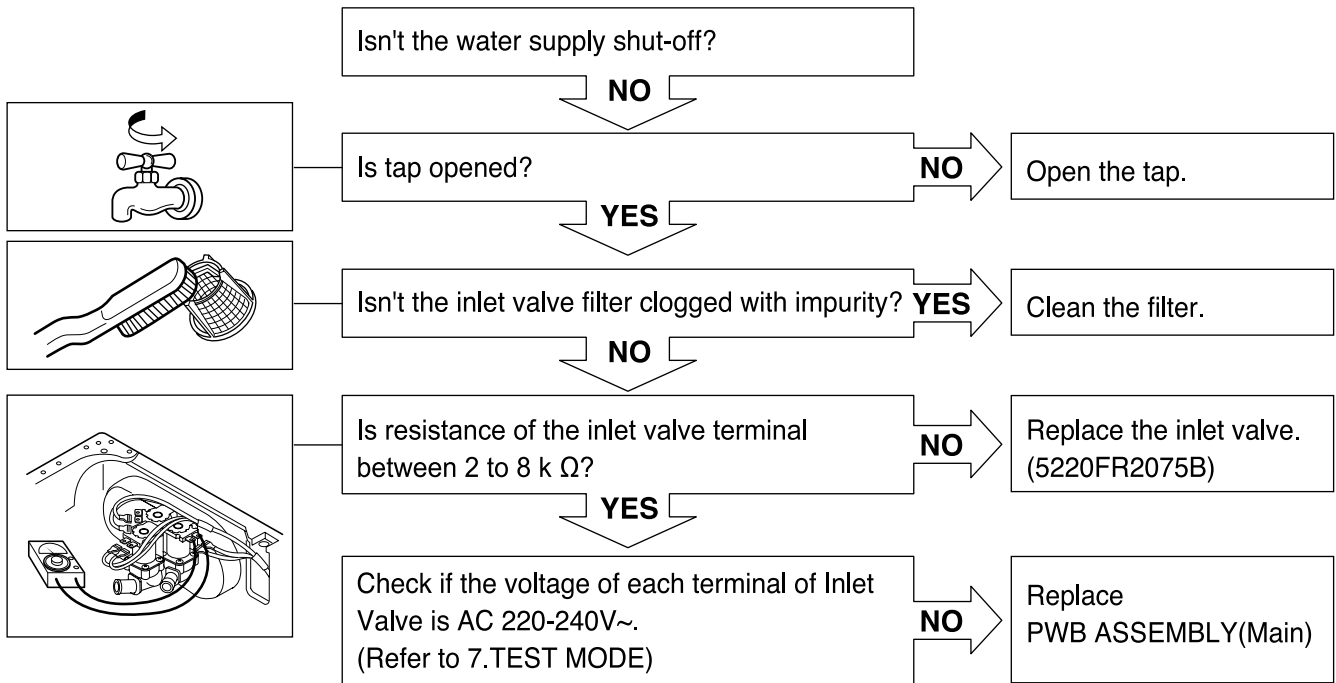 Isn't the water supply shut-off?
NO
Is tap opened?
NO
Open the tap.
YES
Isn't the inlet valve filter clogged with impurity?
YES
Clean the filter.
NO
Is resistance of the inlet valve terminal
between 2 to 8 k Ω?
NO
Replace the inlet valve.
(5220FR2075B)
YES
Check if the voltage of each terminal of Inlet
Valve is AC 220-240V~.
(Refer to 7.TEST MODE)
NO
Replace
PWB ASSEMBLY(Main)